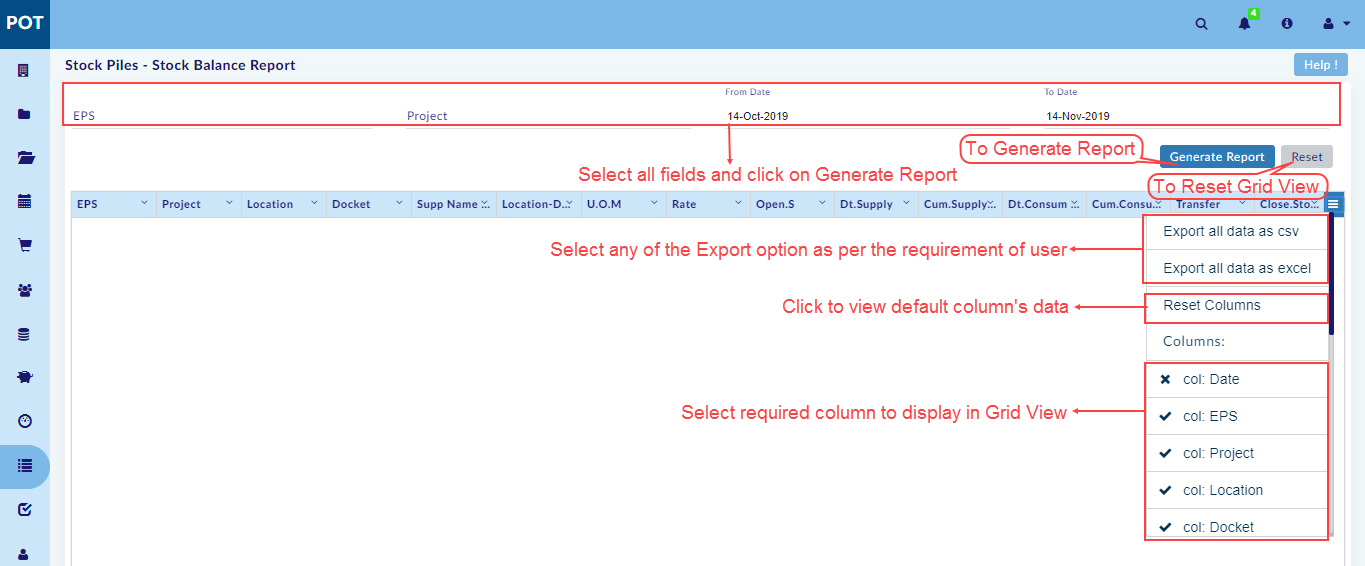 POT
4
Stock Piles - Stock Balance Report
Help !
From Date
To Date
EPS
Project
14-Oct-2019
14-Nov-2019
To Generate Report
Generate Report
Reset
Select all fields and click on Generate Report
To Reset Grid View
EPS
Project
Location
Docket
Supp Name ...
Location-D...
U.O.M
Rate
Open.S
Dt.Supply
Cum.Supply...
Dt.Consum ...
Cum.Consu...
Transfer
Close.Sto...
Export all data as csv
Select any of the Export option as per the requirement of user
Export all data as excel
Click to view default column's data
Reset Columns
Columns:
col: Date
Select required column to display in Grid View
col: EPS
col: Project
col: Location
col: Docket